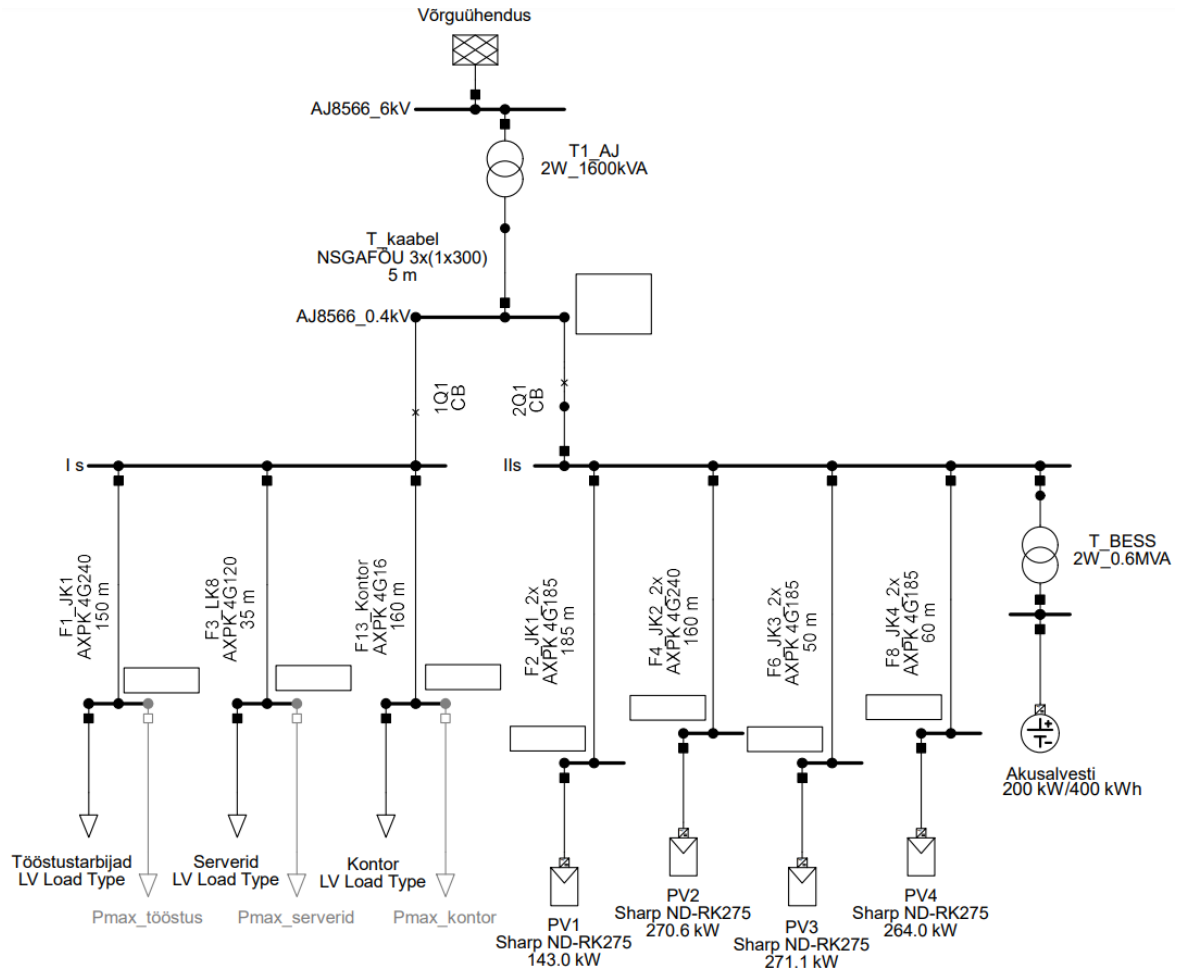 Võrguühendus
AJ8566_6kV
T1_AJ
2W_1600kVA
T_kaabel
NSGAFÖU 3x(1x300)
5 m
AJ8566_0.4kV
1Q1
CB
2Q1
CB
I s
IIs
F1_JK1
AXPK 4G240
150 m
F3_LK8
AXPK 4G120
35 m
F13_Kontor
AXPK 4G16
160 m
F2_JK1_2x
AXPK 4G185
185 m
F4_JK2_2x
AXPK 4G240
160 m
F6_JK3_2x
AXPK 4G185
50 m
F8_JK4_2x
AXPK 4G185
60 m
T_BESS
2W_0.6MVA
Akusalvesti
200 kW/400 kWh
Tööstustarbijad
LV Load Type
Serverid
LV Load Type
Kontor
LV Load Type
Pmax_tööstus
Pmax_serverid
Pmax_kontor
PV1
Sharp ND-RK275
143.0 kW
PV2
Sharp ND-RK275
270.6 kW
PV3
Sharp ND-RK275
271.1 kW
PV4
Sharp ND-RK275
264.0 kW